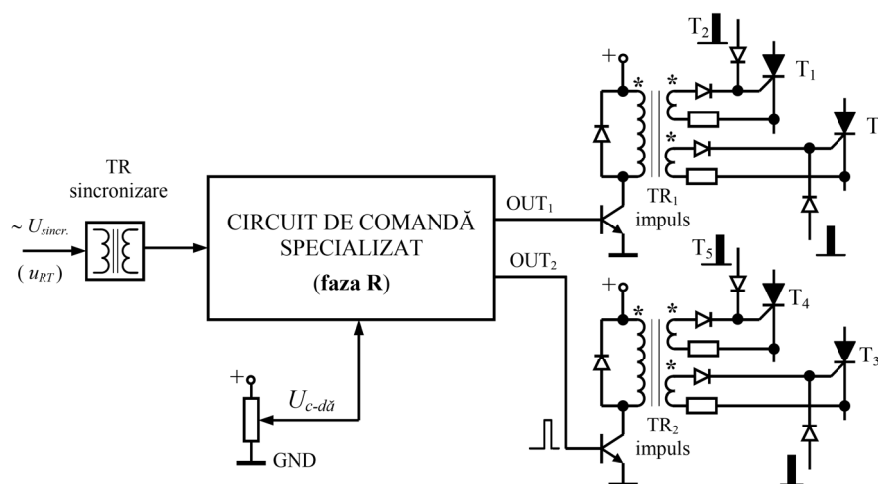 T2
T1
+
*
*
*
T
TR
sincronizare
~ Usincr.
( uRT )
CIRCUIT DE COMANDĂ
SPECIALIZAT
(faza R)
OUT1
OUT2
TR1
impuls
T5
T4
+
*
*
*
T3
TR2
impuls
+
Uc-dă
GND